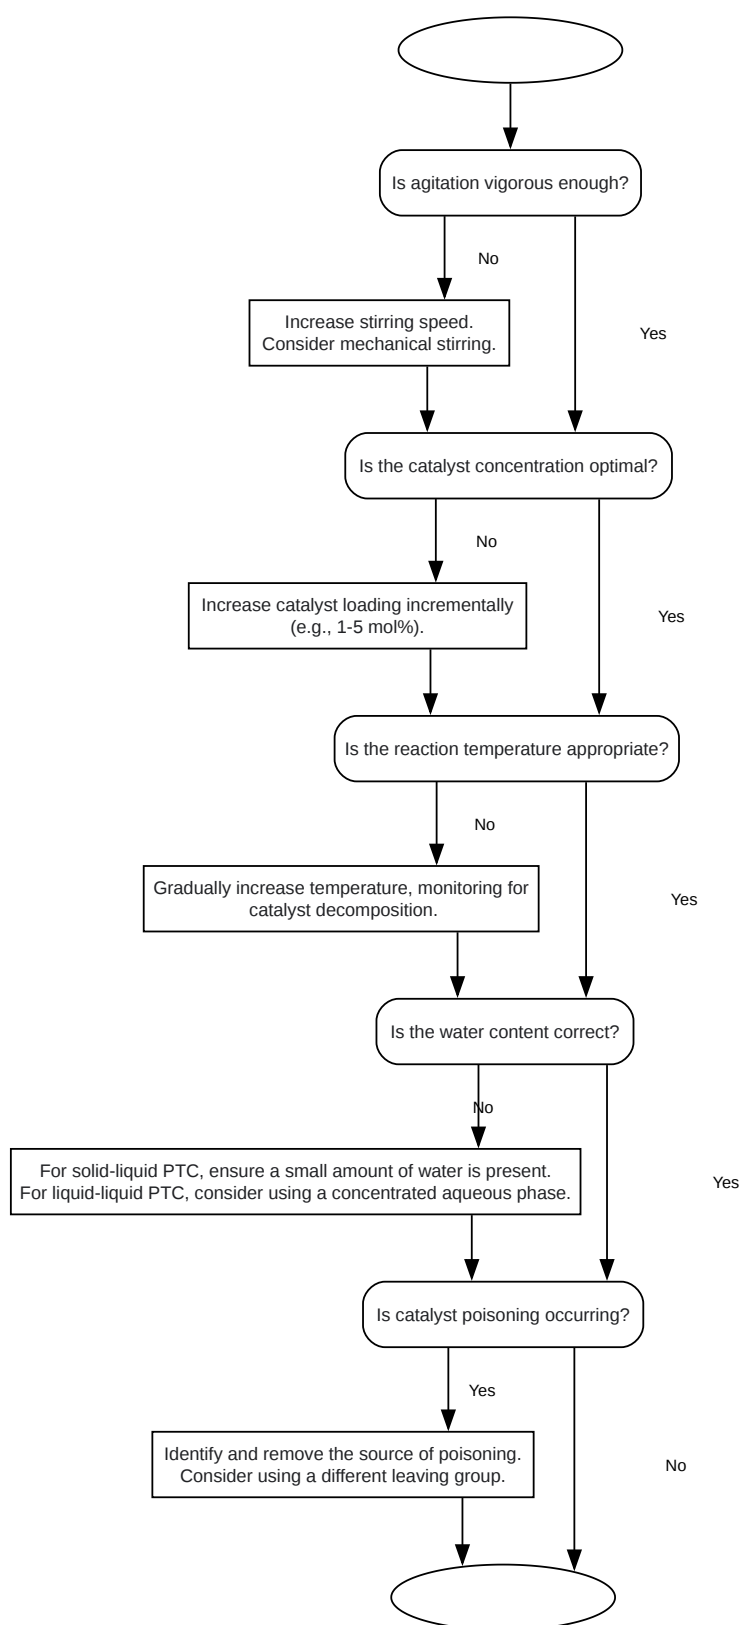 Is agitation vigorous enough?
No
Increase stirring speed.
Consider mechanical stirring.
Yes
Is the catalyst concentration optimal?
No
Increase catalyst loading incrementally
(e.g., 1-5 mol%).
Yes
Is the reaction temperature appropriate?
No
Gradually increase temperature, monitoring for
catalyst decomposition.
Yes
Is the water content correct?
No
For solid-liquid PTC, ensure a small amount of water is present.
For liquid-liquid PTC, consider using a concentrated aqueous phase.
Yes
Is catalyst poisoning occurring?
Yes
Identify and remove the source of poisoning.
Consider using a different leaving group.
No